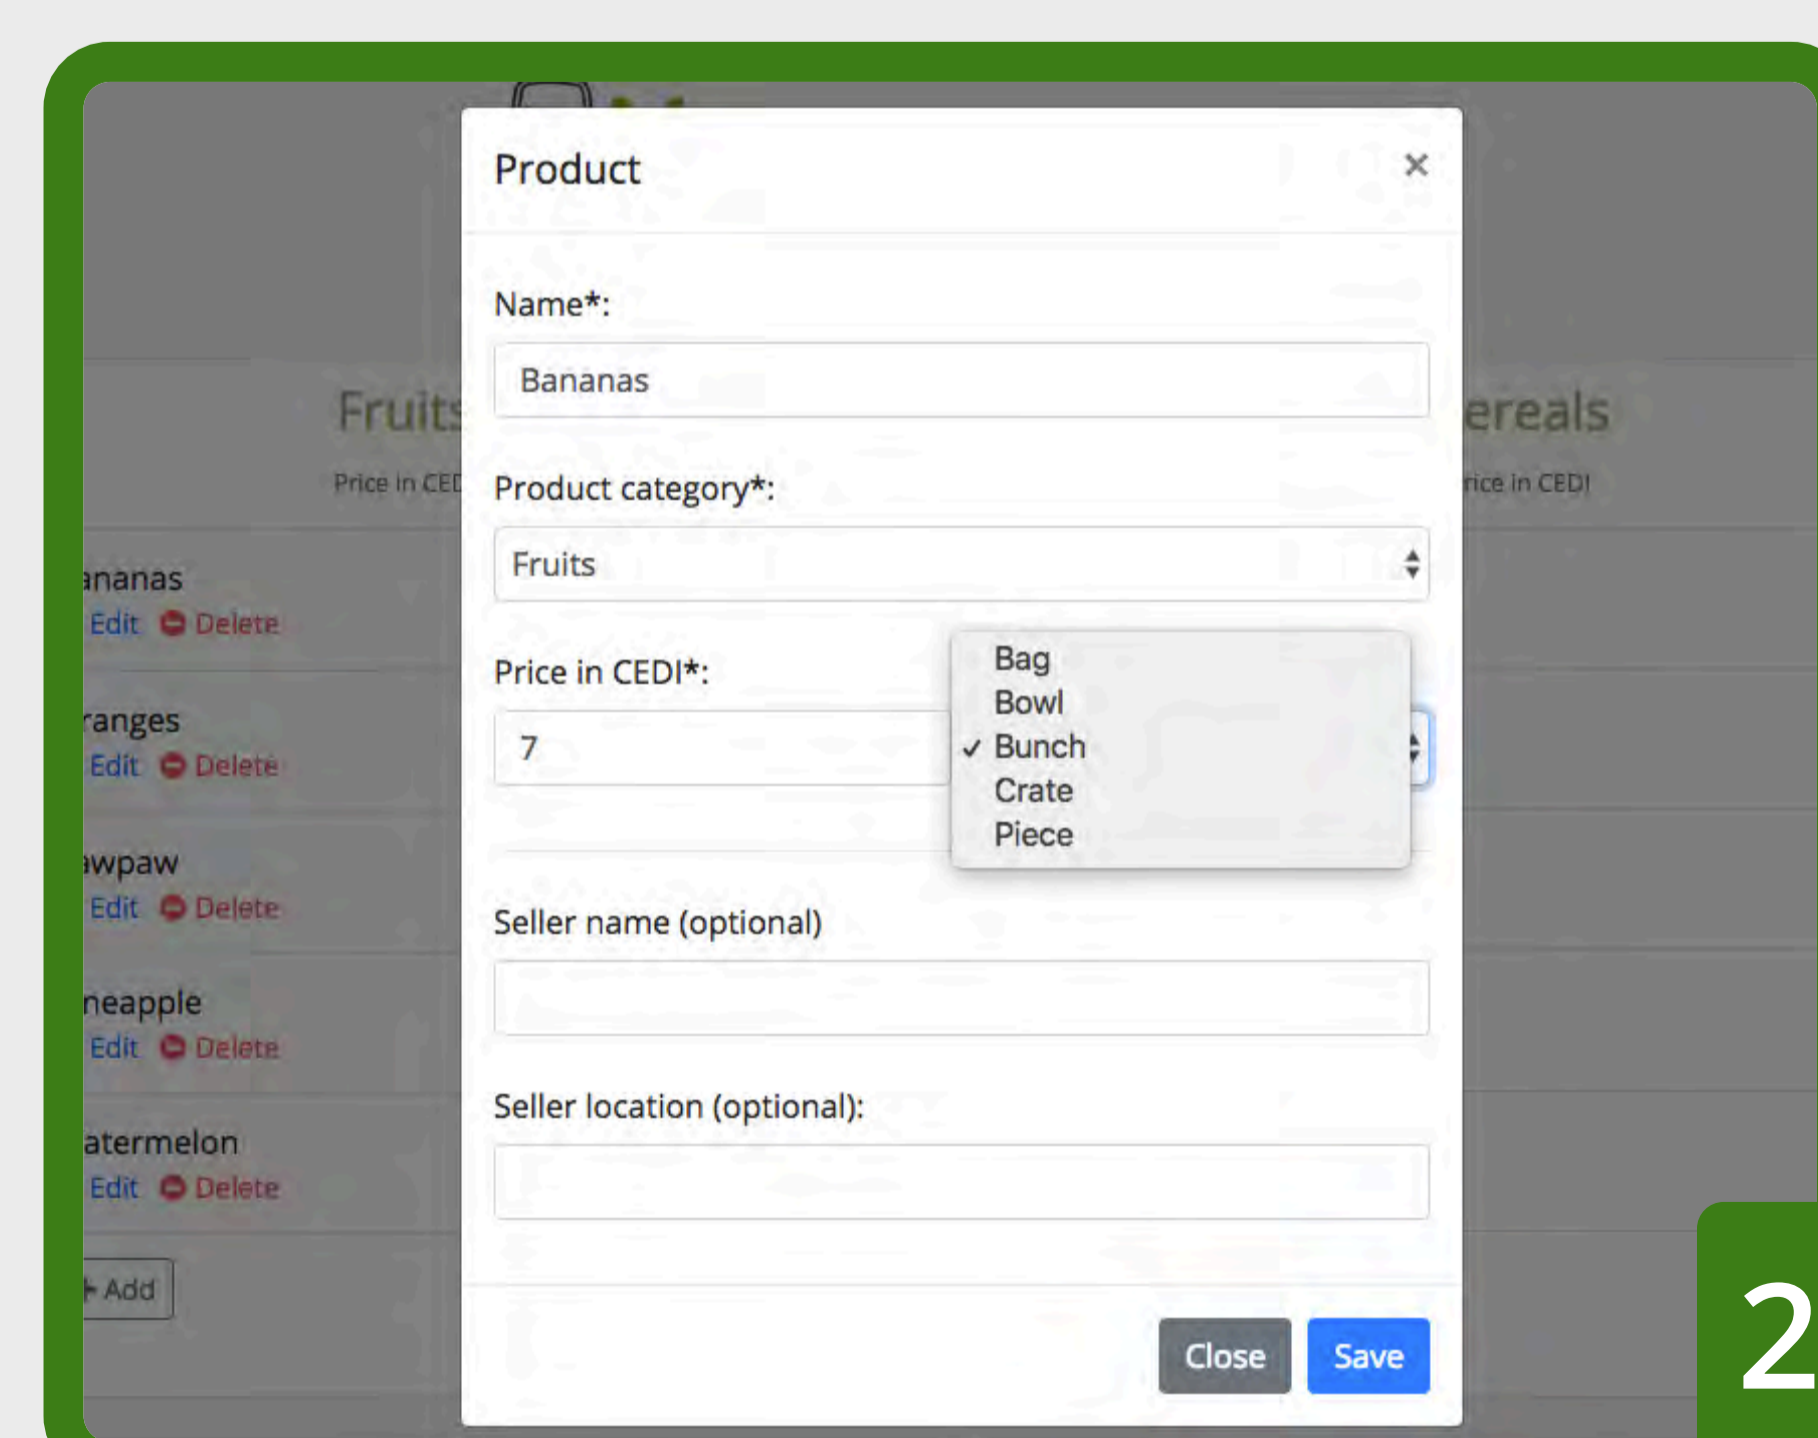 Product ×
Name*:
Bananas
Fruits
ereals
Price in CED
Product category*:
rice in CEDI
Fruits
ananas
Edit Delete
Price in CEDI*:
Bag
Bowl
ranges
7
✓ Bunch
Edit Delete
Crate
Piece
awpaw
Edit Delete
Seller name (optional)
neapple
Edit Delete
Seller location (optional):
atermelon
Edit Delete
+ Add
Close Save
2